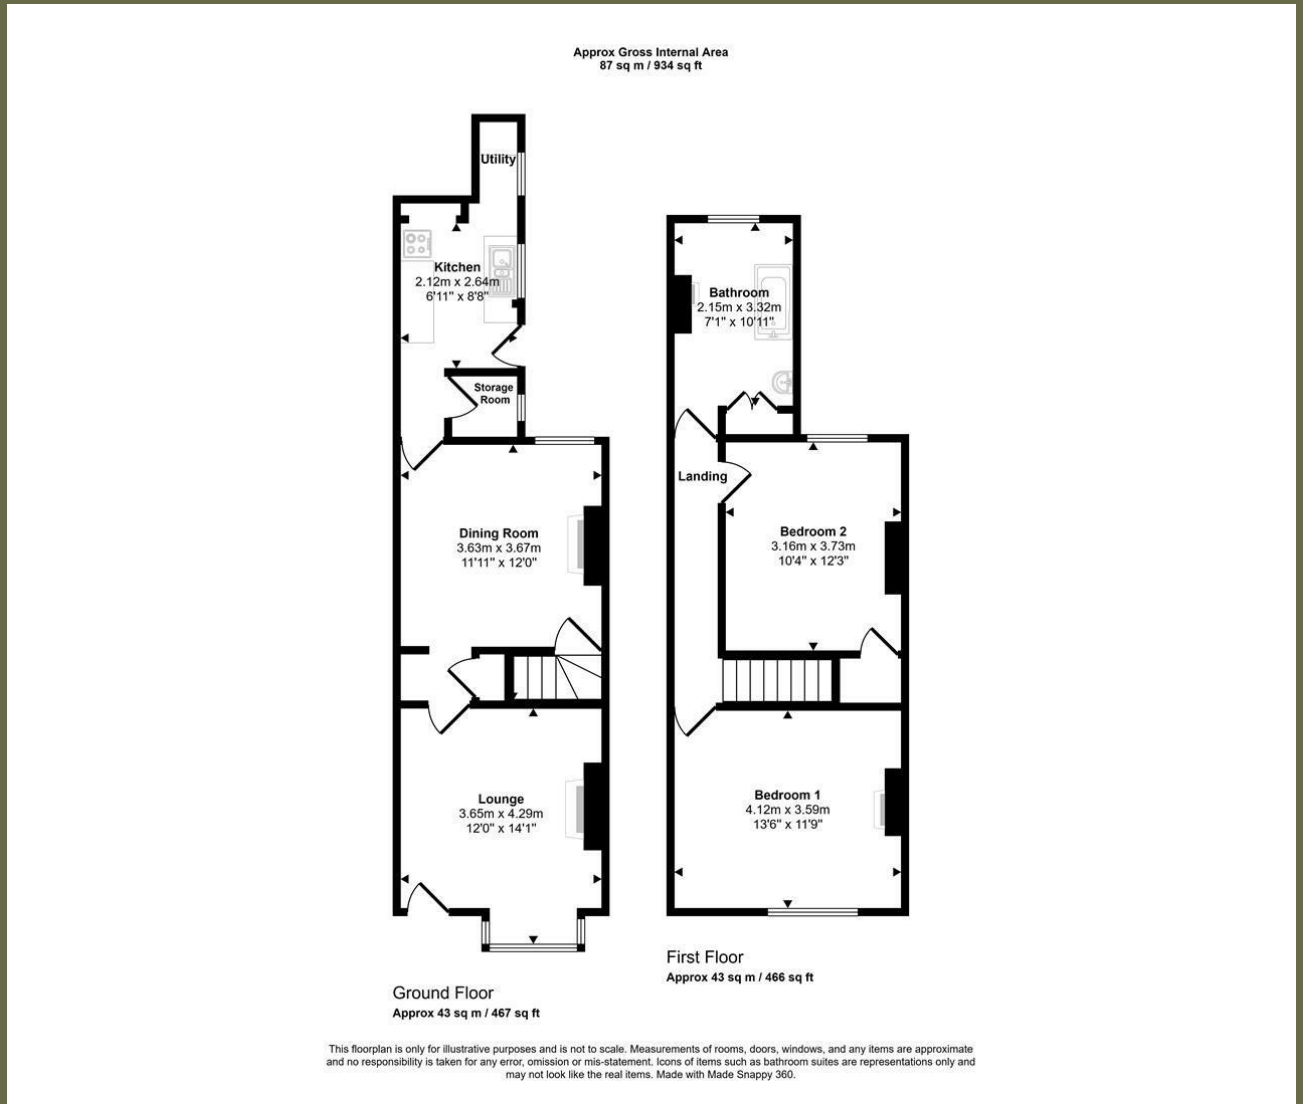 Approx Gross Internal Area
87 sq m / 934 sq ft
Utility
Kitchen
2.12m x 2.64m
6'11" x 8'8"
Storage
Room
Dining Room
3.63m x 3.67m
11'11" x 12'0"
Lounge
3.65m x 4.29m
12'0" x 14'1"
Ground Floor
Approx 43 sq m / 467 sq ft
Bathroom
2.15m x 3.32m
7'1" x 10'11"
Landing
Bedroom 2
3.16m x 3.73m
10'4" x 12'3"
Bedroom 1
4.12m x 3.59m
13'6" x 11'9"
First Floor
Approx 43 sq m / 466 sq ft
This floorplan is only for illustrative purposes and is not to scale. Measurements of rooms, doors, windows, and any items are approximate
and no responsibility is taken for any error, omission or mis-statement. Icons of items such as bathroom suites are representations only and
may not look like the real items. Made with Made Snappy 360.